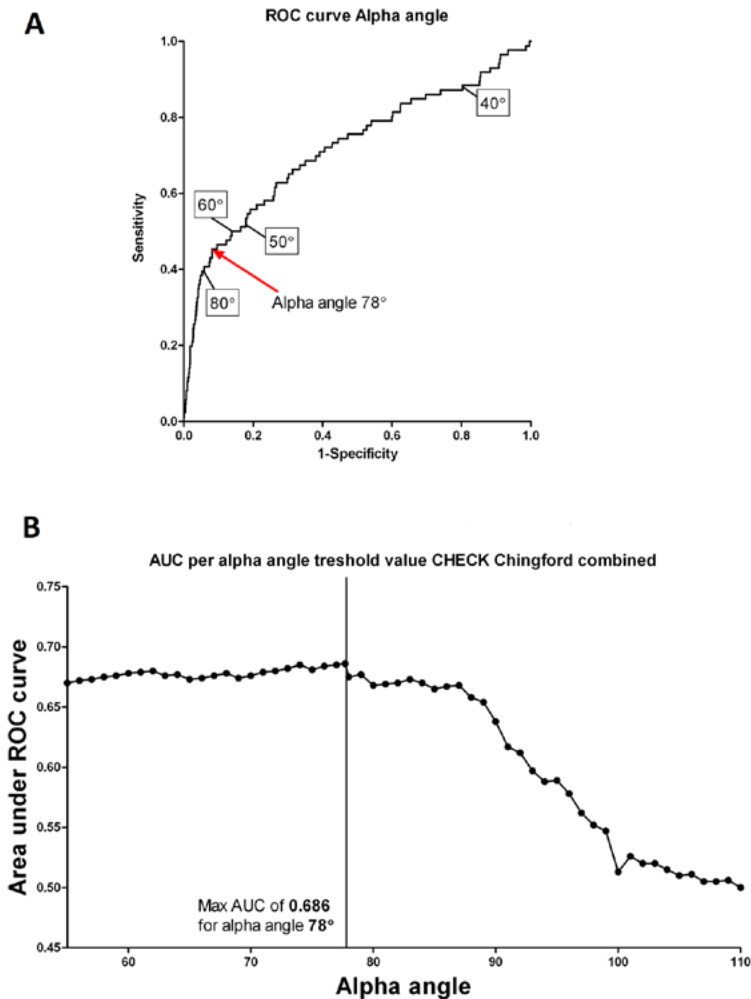 A
ROC curve Alpha angle
1.0
0.8
0.6
0.4
0.2
0.0
Sensitivity
40°
60°
50°
80°
Alpha angle 78°
0.0
0.2
0.4
0.6
0.8
1.0
1-Specificity
B
AUC per alpha angle treshold value CHECK Chingford combined
0.75
0.70
0.65
0.60
0.55
0.50
0.45
Area under ROC curve
Max AUC of 0.686
for alpha angle 78°
60
70
80
90
100
110
Alpha angle